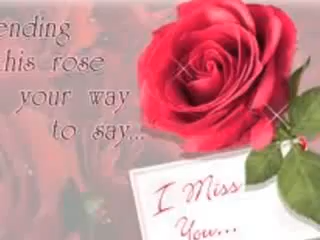 ending
his rose
your way
to say...
I Miss
You...